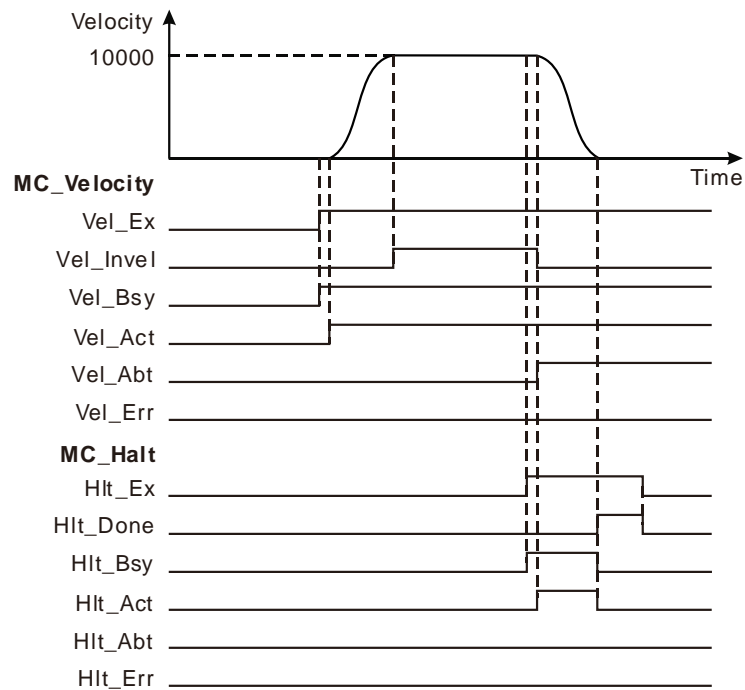 Velocity
10000
Time
MC_Velocity
Vel_Ex
Vel_Invel
Vel_Bsy
Vel_Act
Vel_Abt
Vel_Err
MC_Halt
Hlt_Ex
Hlt_Done
Hlt_Bsy
Hlt_Act
Hlt_Abt
Hlt_Err